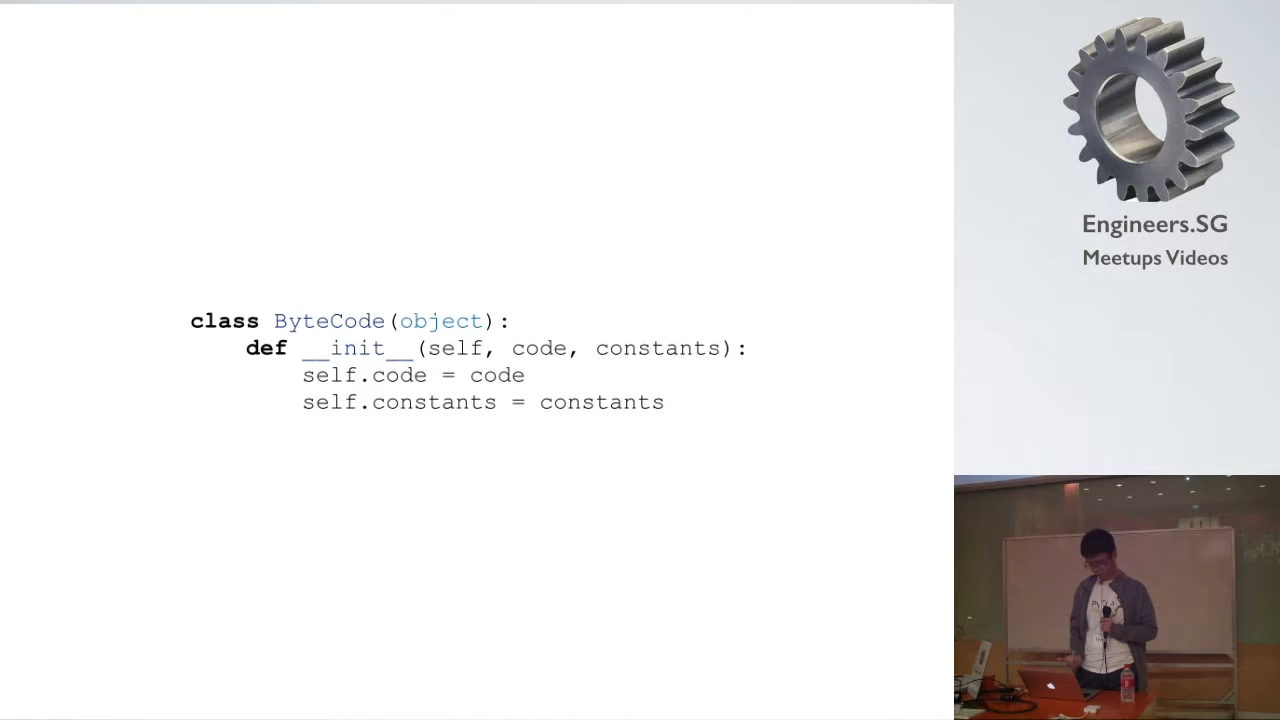 class ByteCode(object):
    def __init__(self, code, constants):
        self.code = code
        self.constants = constants
Engineers.SG
Meetups Videos